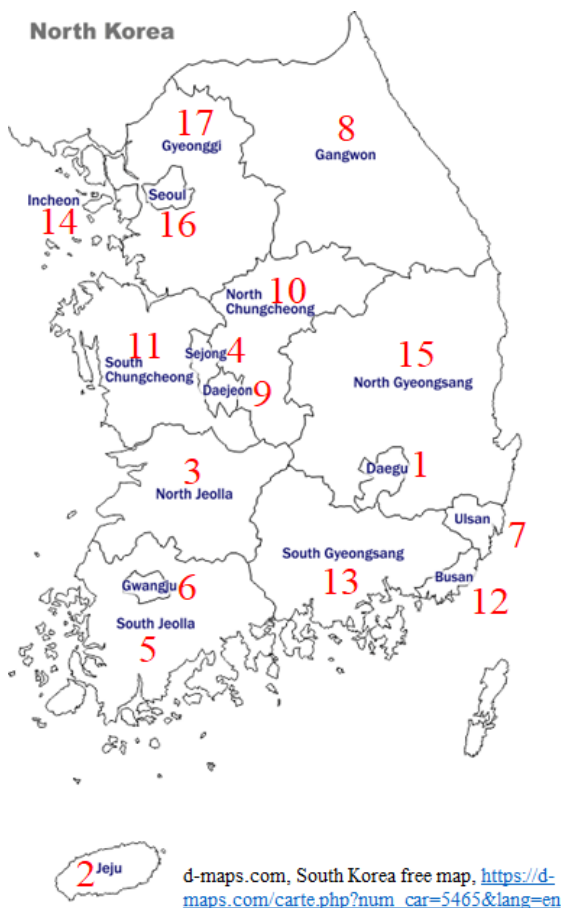 North Korea
17
Gyeonggi
8
Gangwon
Incheon
14
Seoul
16
10
North
Chungcheong
11
South
Chungcheong
Sejong 4
Daejeon 9
15
North Gyeongsang
3
North Jeolla
Daegu 1
Ulsan
7
South Gyeongsang
13
Busan
12
Gwangju 6
South Jeolla
5
2 Jeju
d-maps.com, South Korea free map, https://d-
maps.com/carte.php?num_car=5465&lang=en